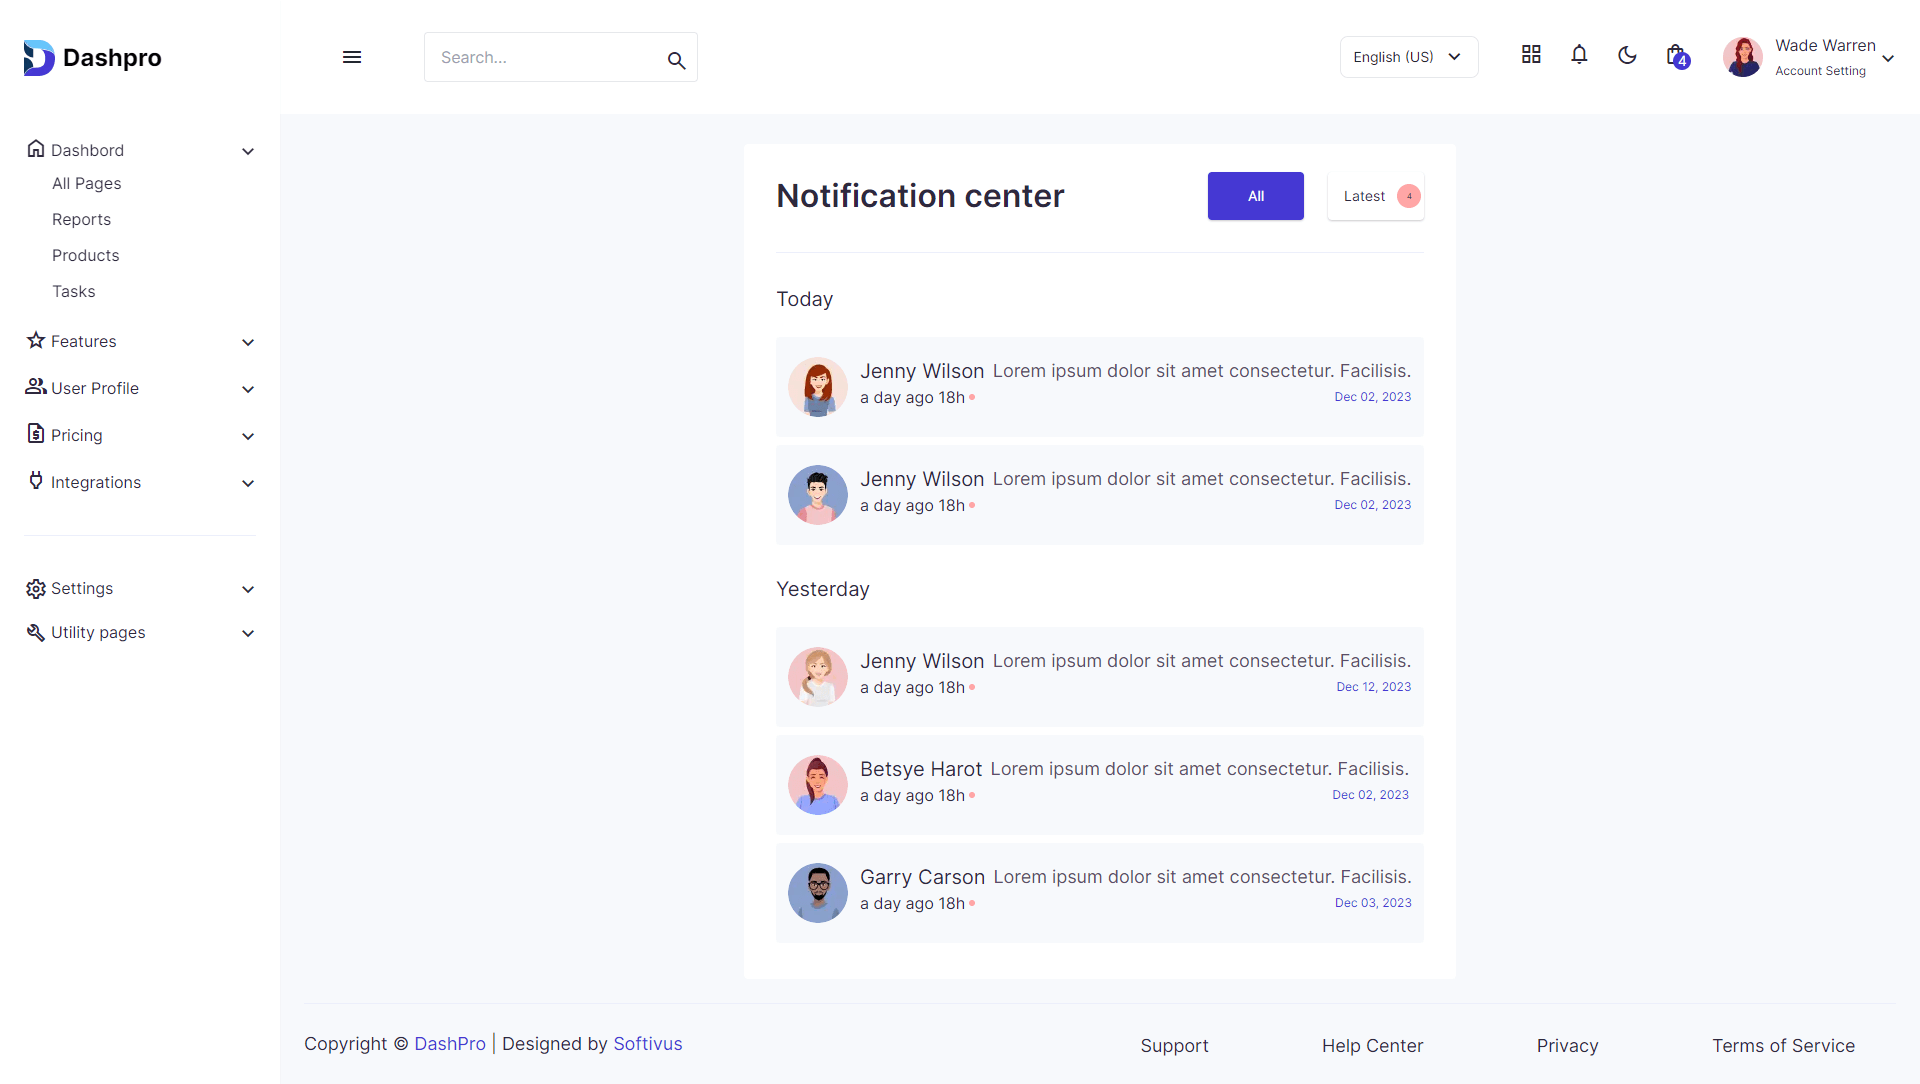 Dashpro
Search...
English (US)
4
Wade Warren
Account Setting
Dashbord
All Pages
Reports
Products
Tasks
Features
User Profile
Pricing
Integrations
Settings
Utility pages
Notification center
All
Latest 4
Today
Jenny Wilson Lorem ipsum dolor sit amet consectetur. Facilisis.
a day ago 18h Dec 02, 2023
Jenny Wilson Lorem ipsum dolor sit amet consectetur. Facilisis.
a day ago 18h Dec 02, 2023
Yesterday
Jenny Wilson Lorem ipsum dolor sit amet consectetur. Facilisis.
a day ago 18h Dec 12, 2023
Betsye Harot Lorem ipsum dolor sit amet consectetur. Facilisis.
a day ago 18h Dec 02, 2023
Garry Carson Lorem ipsum dolor sit amet consectetur. Facilisis.
a day ago 18h Dec 03, 2023
Copyright © DashPro | Designed by Softivus
Support Help Center Privacy Terms of Service